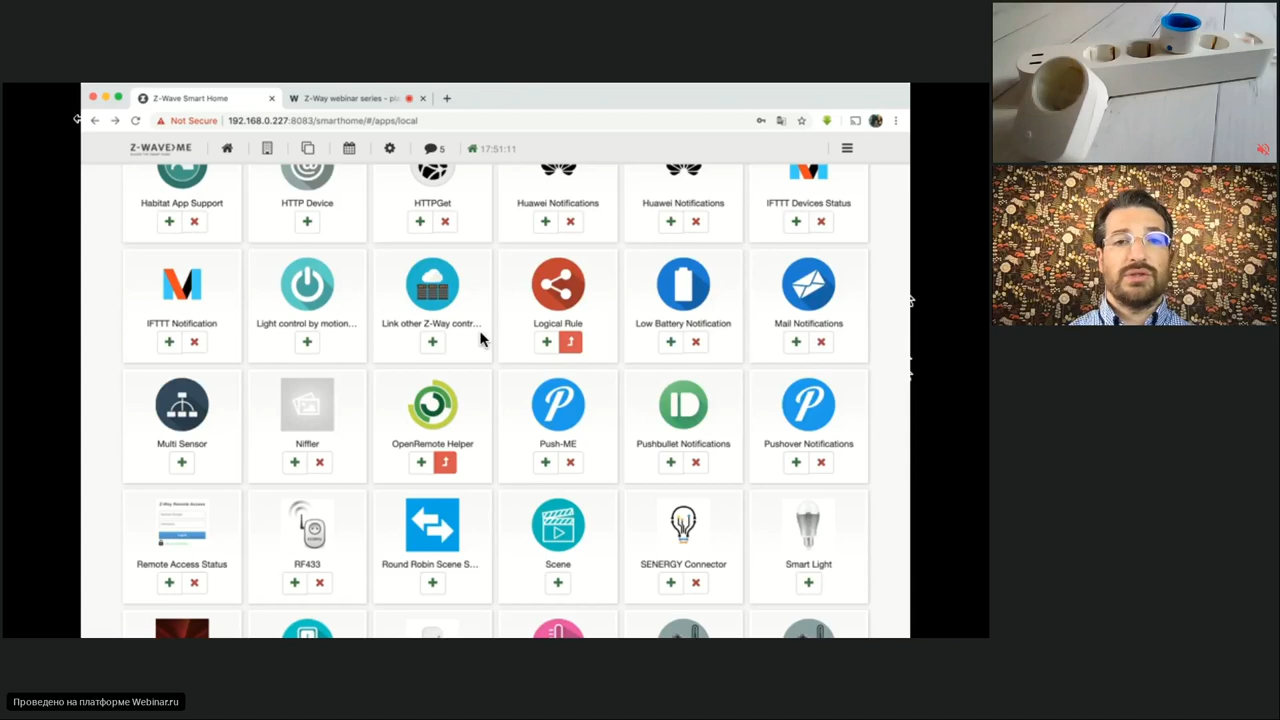 Z-Wave Smart Home
Z-Way webinar series - pi
Not Secure
192.168.0.227:8083/smarthome/#/apps/local
Z-WAVE>ME
5
17:51:11
Habitat App Support
HTTP Device
HTTPGet
Huawei Notifications
Huawei Notifications
IFTTT Devices Status
IFTTT Notification
Light control by motion...
Link other Z-Way contr...
Logical Rule
Low Battery Notification
Mail Notifications
Multi Sensor
Niffler
OpenRemote Helper
Push-ME
Pushbullet Notifications
Pushover Notifications
Z-Way Remote Access
Remote Access Status
RF433
Round Robin Scene S...
Scene
SENERGY Connector
Smart Light
Проведено на платформе Webinar.ru